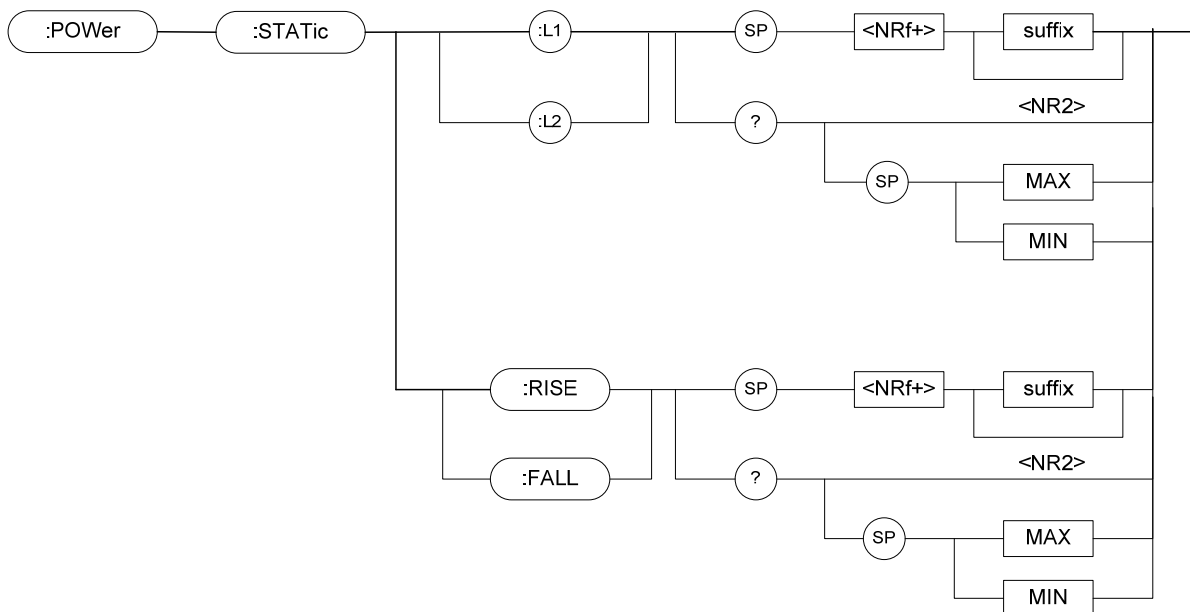 :POWer :STATic :L1 SP <NRf+> suffix
<NR2>
:L2 ?
SP MAX
MIN
:RISE SP <NRf+> suffix
<NR2>
:FALL ?
SP MAX
MIN